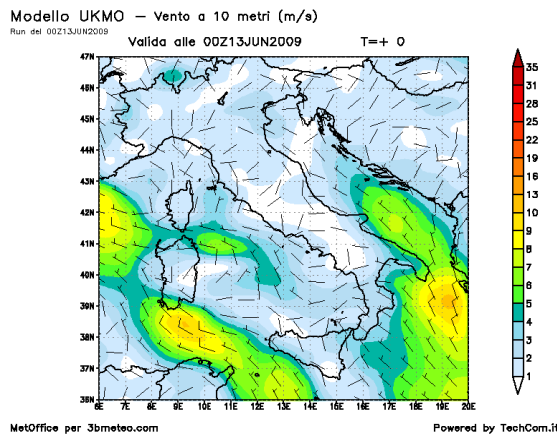 Modello UKMO – Vento a 10 metri (m/s)
Run del 00Z13JUN2009
Valida alle 00Z13JUN2009 T=+ 0
47N
46N
45N
44N
43N
42N
41N
40N
39N
38N
37N
36N
6E 7E 8E 9E 10E 11E 12E 13E 14E 15E 16E 17E 18E 19E 20E
35
31
28
25
22
19
16
13
10
9
8
7
6
5
4
3
2
1
MetOffice per 3bmeteo.com Powered by TechCom.it